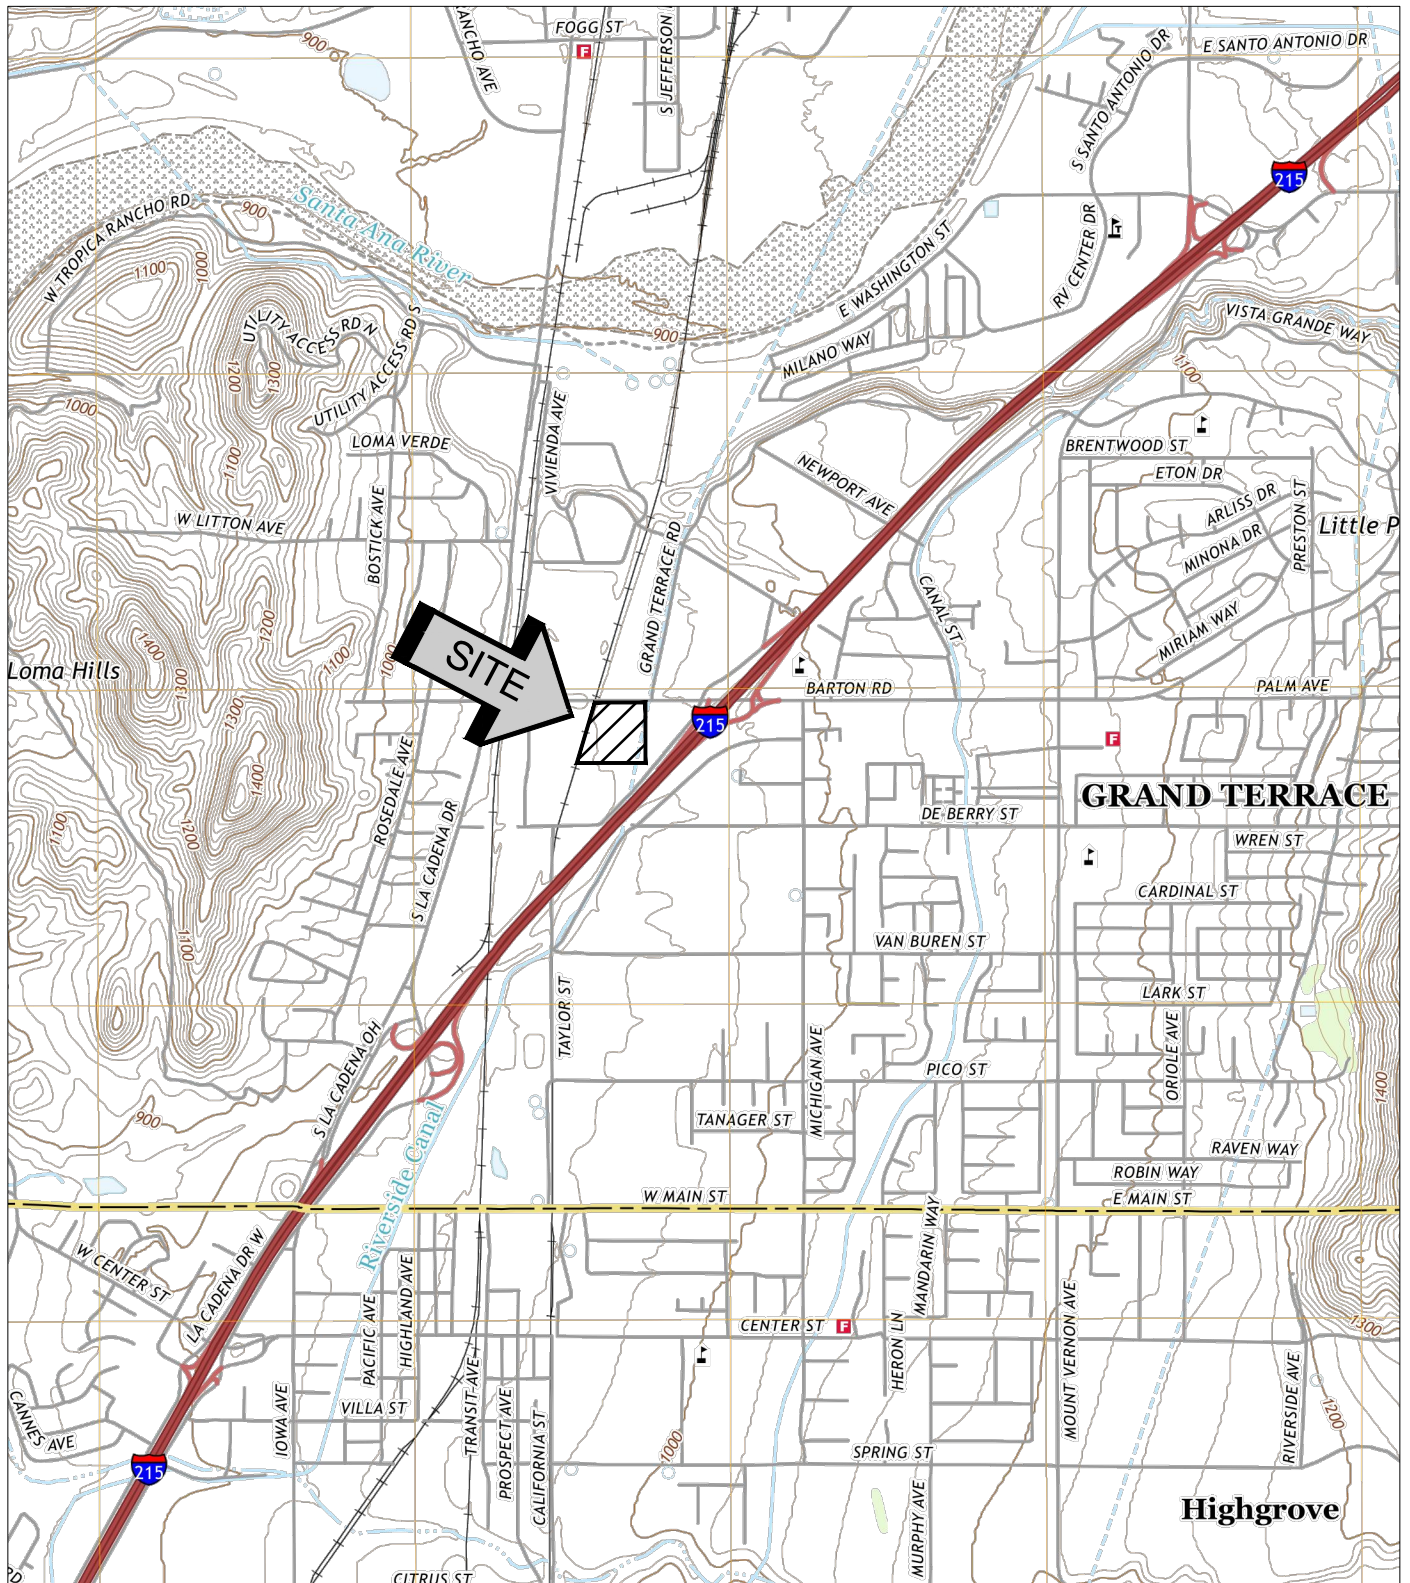 FOGG ST
F
S JEFFERSON
ANCHO AVE
900
E SANTO ANTONIO DR
S SANTO ANTONIO DR
215
W TROPICA RANCHO RD
900
Santa Ana River
E WASHINGTON ST
RV CENTER DR
1100
1000
UTILITY ACCESS RD N
UTILITY ACCESS RD S
900
MILANO WAY
VISTA GRANDE WAY
1100
1200
1300
1000
LOMA VERDE
VIVIENDA AVE
1100
NEWPORT AVE
BRENTWOOD ST
ETON DR
ARLISS DR
MINONA DR
PRESTON ST
Little P
W LITTON AVE
BOSTICK AVE
GRAND TERRACE RD
CANAL ST
MIRIAM WAY
1200
1400
1100
1000
1300
Loma Hills
SITE
BARTON RD
PALM AVE
1300
215
F
ROSEDALE AVE
1400
GRAND TERRACE
1100
1200
S LA CADENA DR
DE BERRY ST
WREN ST
CARDINAL ST
1100
VAN BUREN ST
LARK ST
TAYLOR ST
S LA CADENA OH
MICHIGAN AVE
ORIOLE AVE
PICO ST
1400
900
TANAGER ST
Riverside Canal
RAVEN WAY
ROBIN WAY
W MAIN ST
E MAIN ST
W CENTER ST
LA CADENA DR W
MANDARIN WAY
PACIFIC AVE
HIGHLAND AVE
CENTER ST
F
HERON LN
MOUNT VERNON AVE
1300
CANNES AVE
IOWA AVE
VILLA ST
TRANSIT AVE
PROSPECT AVE
CALIFORNIA ST
1000
SPRING ST
RIVERSIDE AVE
1200
215
MURPHY AVE
Highgrove
RD
CITRUS ST